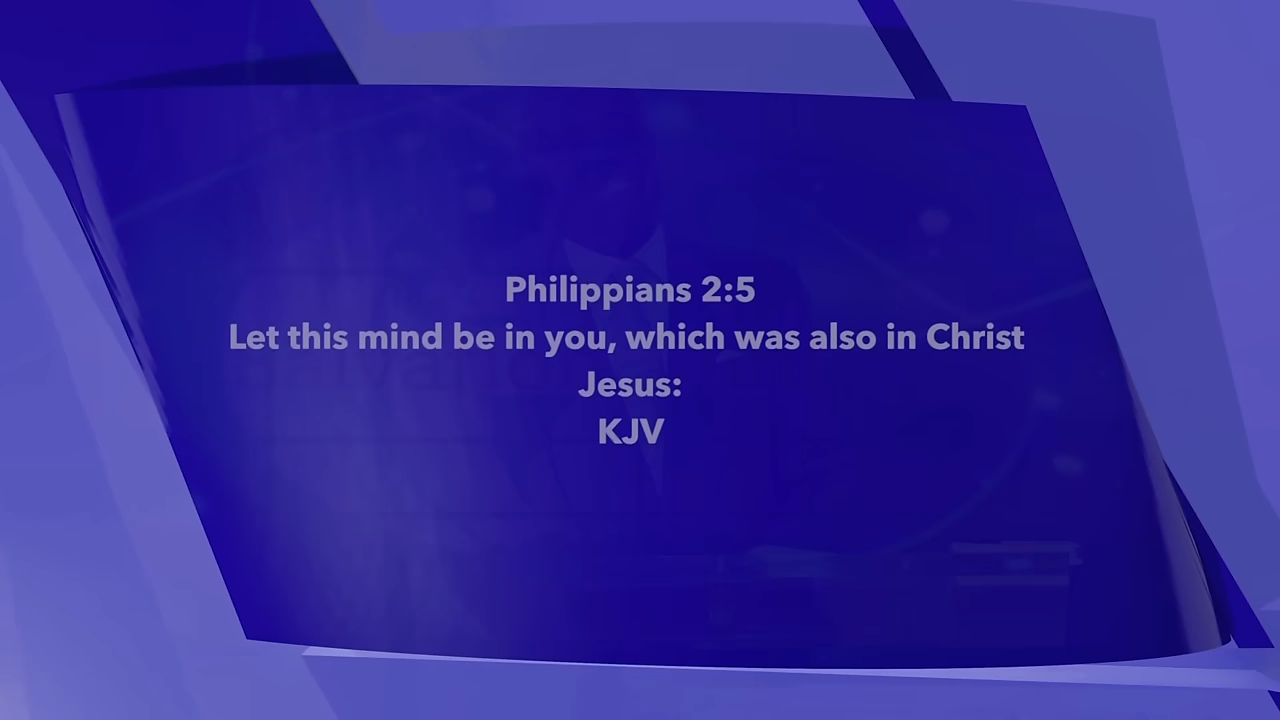 Philippians 2:5
Let this mind be in you, which was also in Christ
Jesus:
KJV